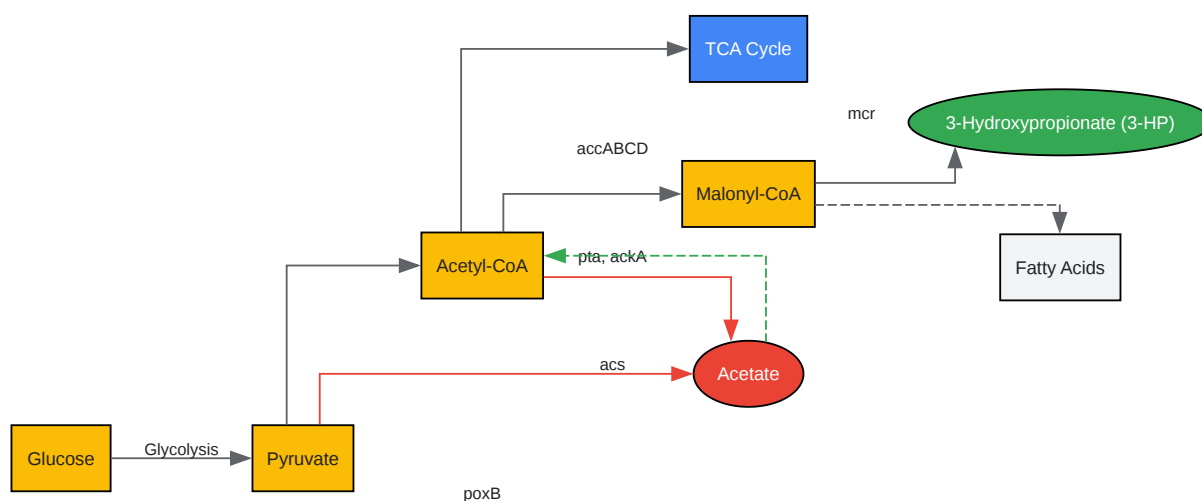 TCA Cycle
mcr
3-Hydroxypropionate (3-HP)
accABCD
Malonyl-CoA
pta, ackA
Acetyl-CoA
Fatty Acids
acs
Acetate
Glycolysis
Glucose
Pyruvate
poxB